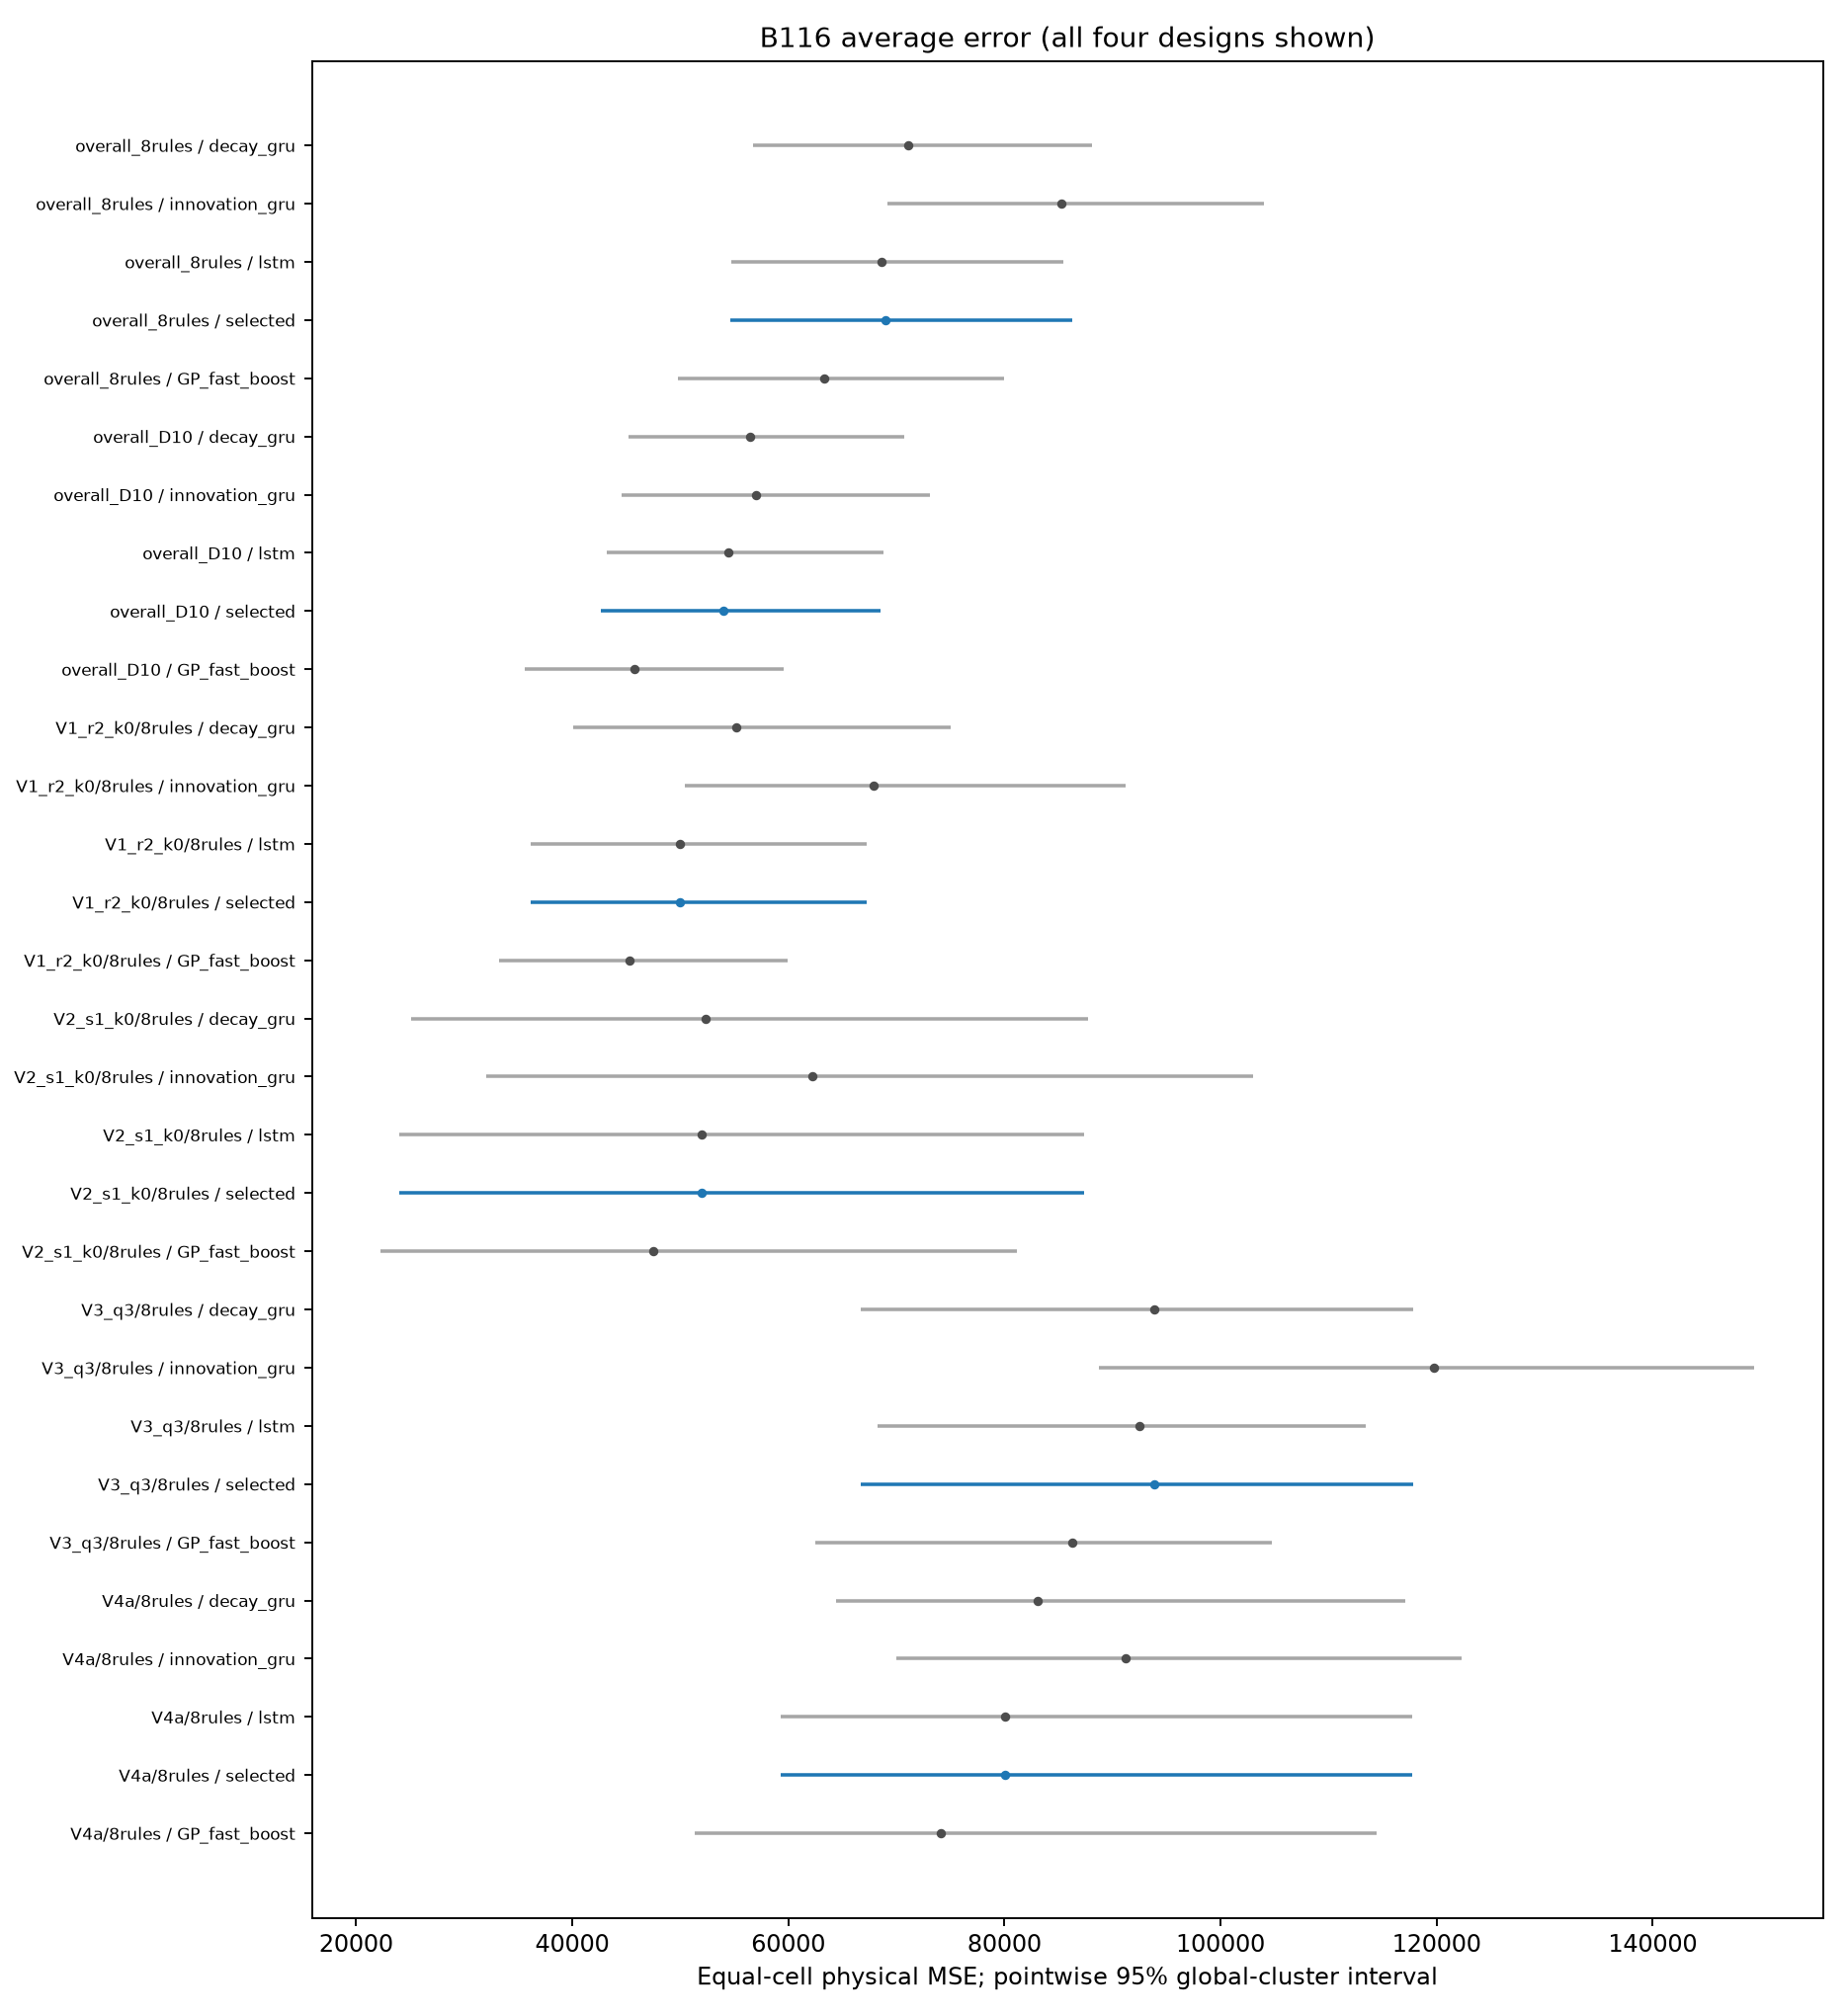 B116 average error (all four designs shown)
overall_8rules / decay_gru
overall_8rules / innovation_gru
overall_8rules / lstm
overall_8rules / selected
overall_8rules / GP_fast_boost
overall_D10 / decay_gru
overall_D10 / innovation_gru
overall_D10 / lstm
overall_D10 / selected
overall_D10 / GP_fast_boost
V1_r2_k0/8rules / decay_gru
V1_r2_k0/8rules / innovation_gru
V1_r2_k0/8rules / lstm
V1_r2_k0/8rules / selected
V1_r2_k0/8rules / GP_fast_boost
V2_s1_k0/8rules / decay_gru
V2_s1_k0/8rules / innovation_gru
V2_s1_k0/8rules / lstm
V2_s1_k0/8rules / selected
V2_s1_k0/8rules / GP_fast_boost
V3_q3/8rules / decay_gru
V3_q3/8rules / innovation_gru
V3_q3/8rules / lstm
V3_q3/8rules / selected
V3_q3/8rules / GP_fast_boost
V4a/8rules / decay_gru
V4a/8rules / innovation_gru
V4a/8rules / lstm
V4a/8rules / selected
V4a/8rules / GP_fast_boost
20000 40000 60000 80000 100000 120000 140000
Equal-cell physical MSE; pointwise 95% global-cluster interval